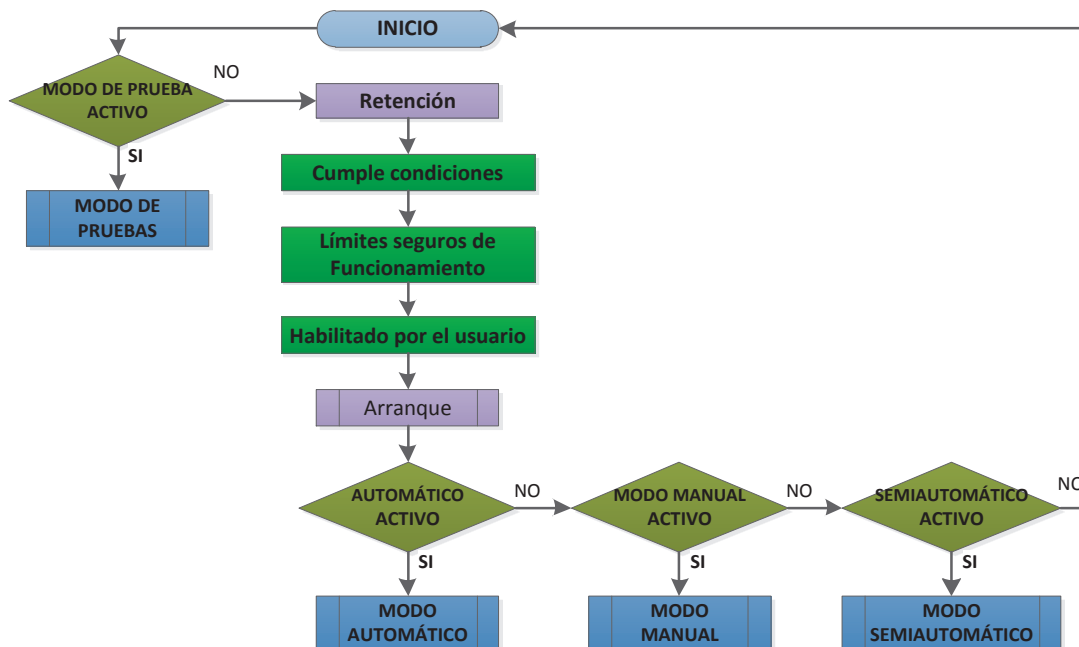 INICIO
MODO DE PRUEBA
ACTIVO
NO
Retención
SI
Cumple condiciones
MODO DE
PRUEBAS
Límites seguros de
Funcionamiento
Habilitado por el usuario
Arranque
AUTOMÁTICO
ACTIVO
NO
MODO MANUAL
ACTIVO
NO
SEMIAUTOMÁTICO
ACTIVO
NO
SI
SI
SI
MODO
AUTOMÁTICO
MODO
MANUAL
MODO
SEMIAUTOMÁTICO